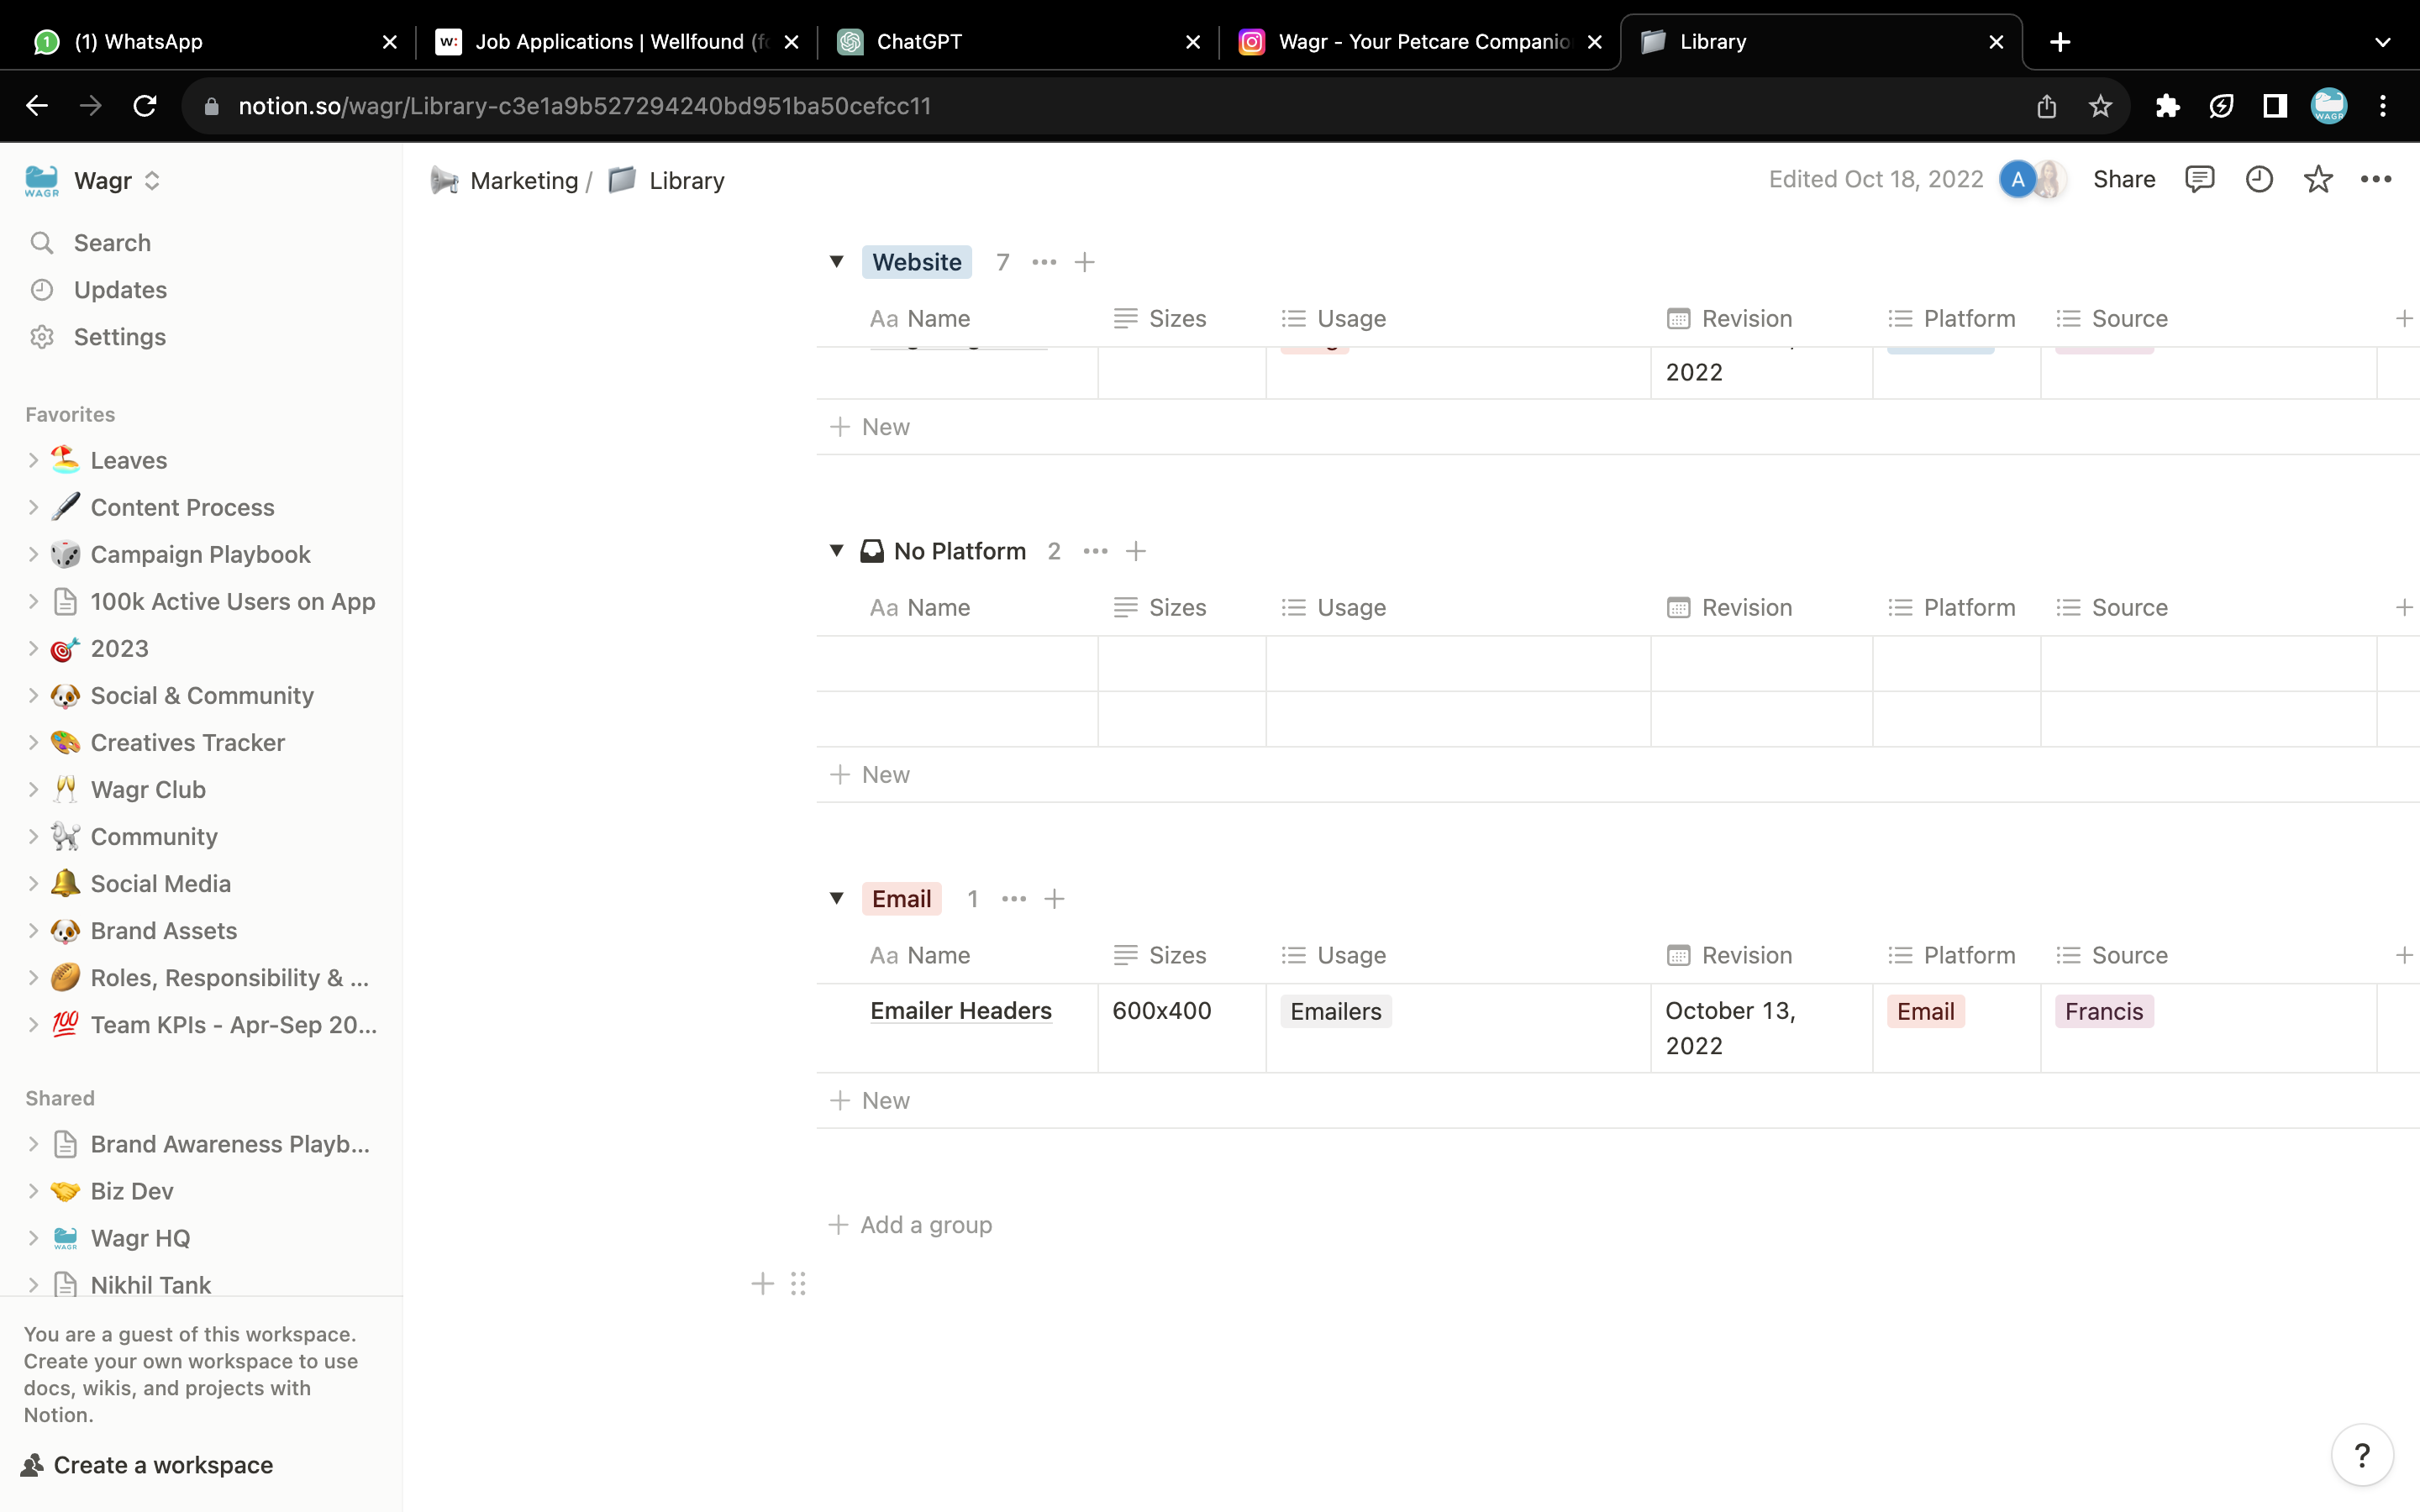 (1) WhatsApp
Job Applications | Wellfound (fo
ChatGPT
Wagr - Your Petcare Companio
Library
notion.so/wagr/Library-c3e1a9b527294240bd951ba50cefcc11
WAGR
Wagr
Search
Updates
Settings
Favorites
Leaves
Content Process
Campaign Playbook
100k Active Users on App
2023
Social & Community
Creatives Tracker
Wagr Club
Community
Social Media
Brand Assets
Roles, Responsibility & ...
Team KPIs - Apr-Sep 20...
Shared
Brand Awareness Playb...
Biz Dev
Wagr HQ
Nikhil Tank
You are a guest of this workspace.
Create your own workspace to use
docs, wikis, and projects with
Notion.
Create a workspace
Marketing / Library
Edited Oct 18, 2022 A Share
Website 7
Aa Name Sizes Usage Revision Platform Source
2022
New
No Platform 2
Aa Name Sizes Usage Revision Platform Source
New
Email 1
Aa Name Sizes Usage Revision Platform Source
Emailer Headers 600x400 Emailers October 13, Email Francis
2022
New
Add a group
?